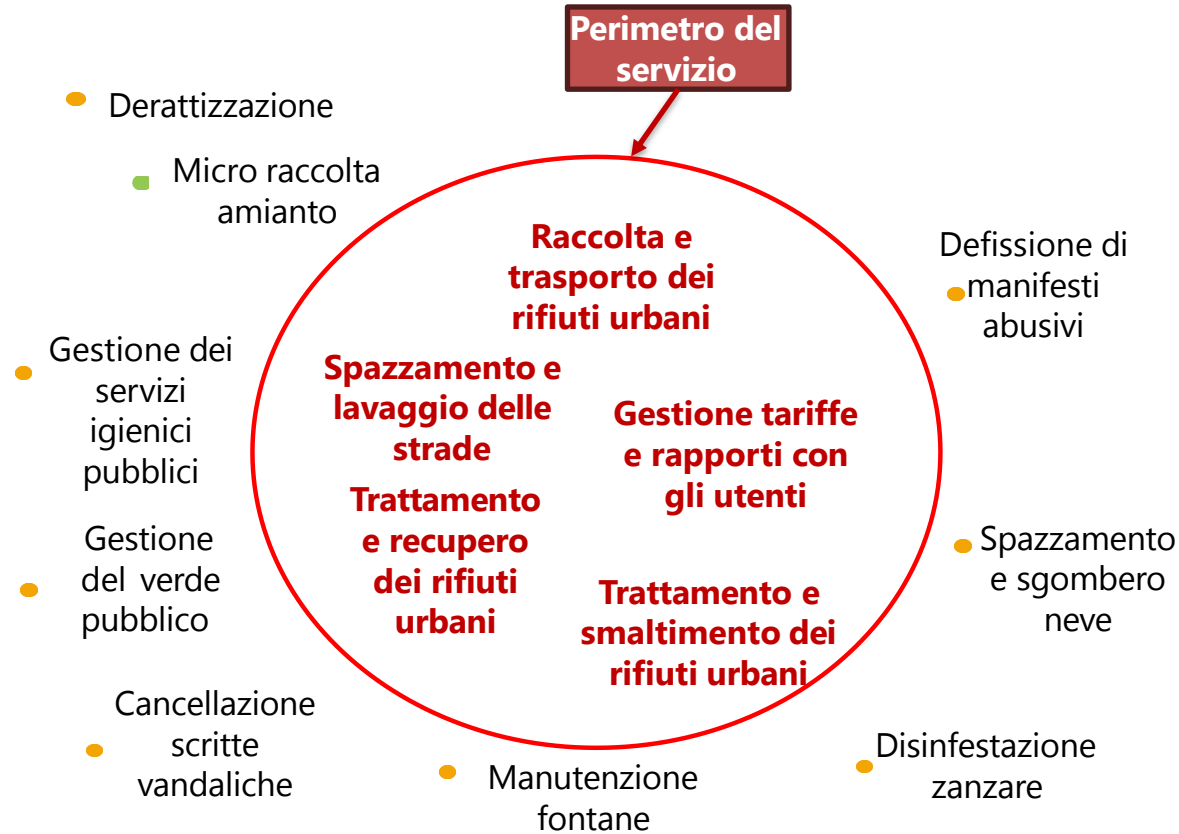 Perimetro del
servizio
Derattizzazione
Micro raccolta
amianto
Raccolta e
trasporto dei
rifiuti urbani
Defissione di
manifesti
abusivi
Gestione dei
servizi
igienici
pubblici
Spazzamento e
lavaggio delle
strade
Gestione tariffe
e rapporti con
gli utenti
Trattamento
e recupero
dei rifiuti
urbani
Gestione
del verde
pubblico
Spazzamento
e sgombero
neve
Trattamento e
smaltimento dei
rifiuti urbani
Cancellazione
scritte
vandaliche
Manutenzione
fontane
Disinfestazione
zanzare